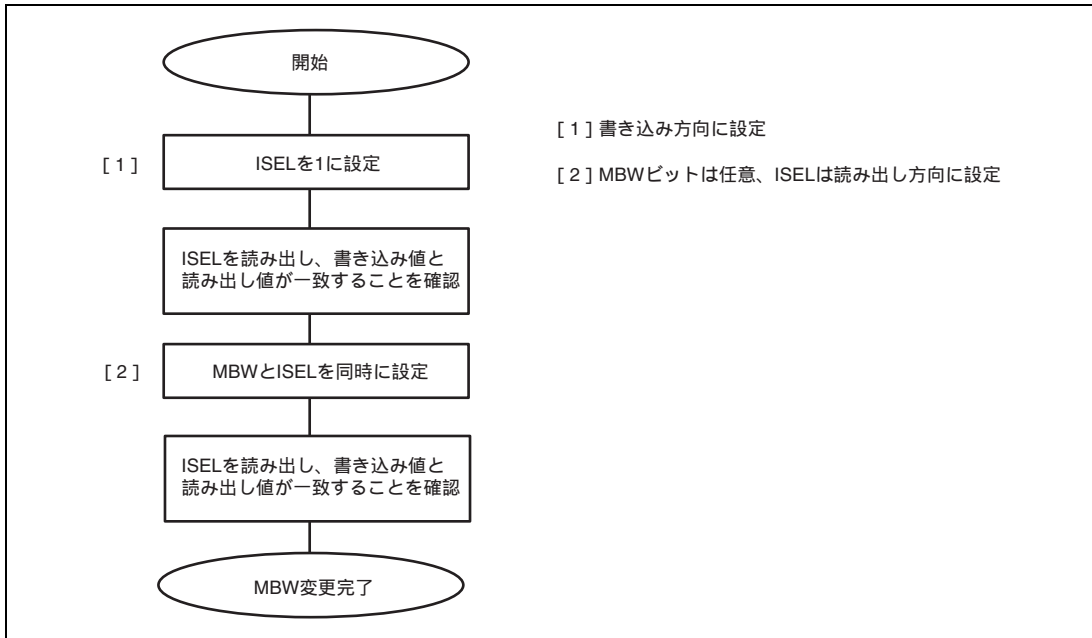 開始
[ 1 ] 書き込み方向に設定
[ 1 ] ISELを1に設定
[ 2 ] MBWビットは任意、ISELは読み出し方向に設定
ISELを読み出し、書き込み値と
読み出し値が一致することを確認
[ 2 ] MBWとISELを同時に設定
ISELを読み出し、書き込み値と
読み出し値が一致することを確認
MBW変更完了